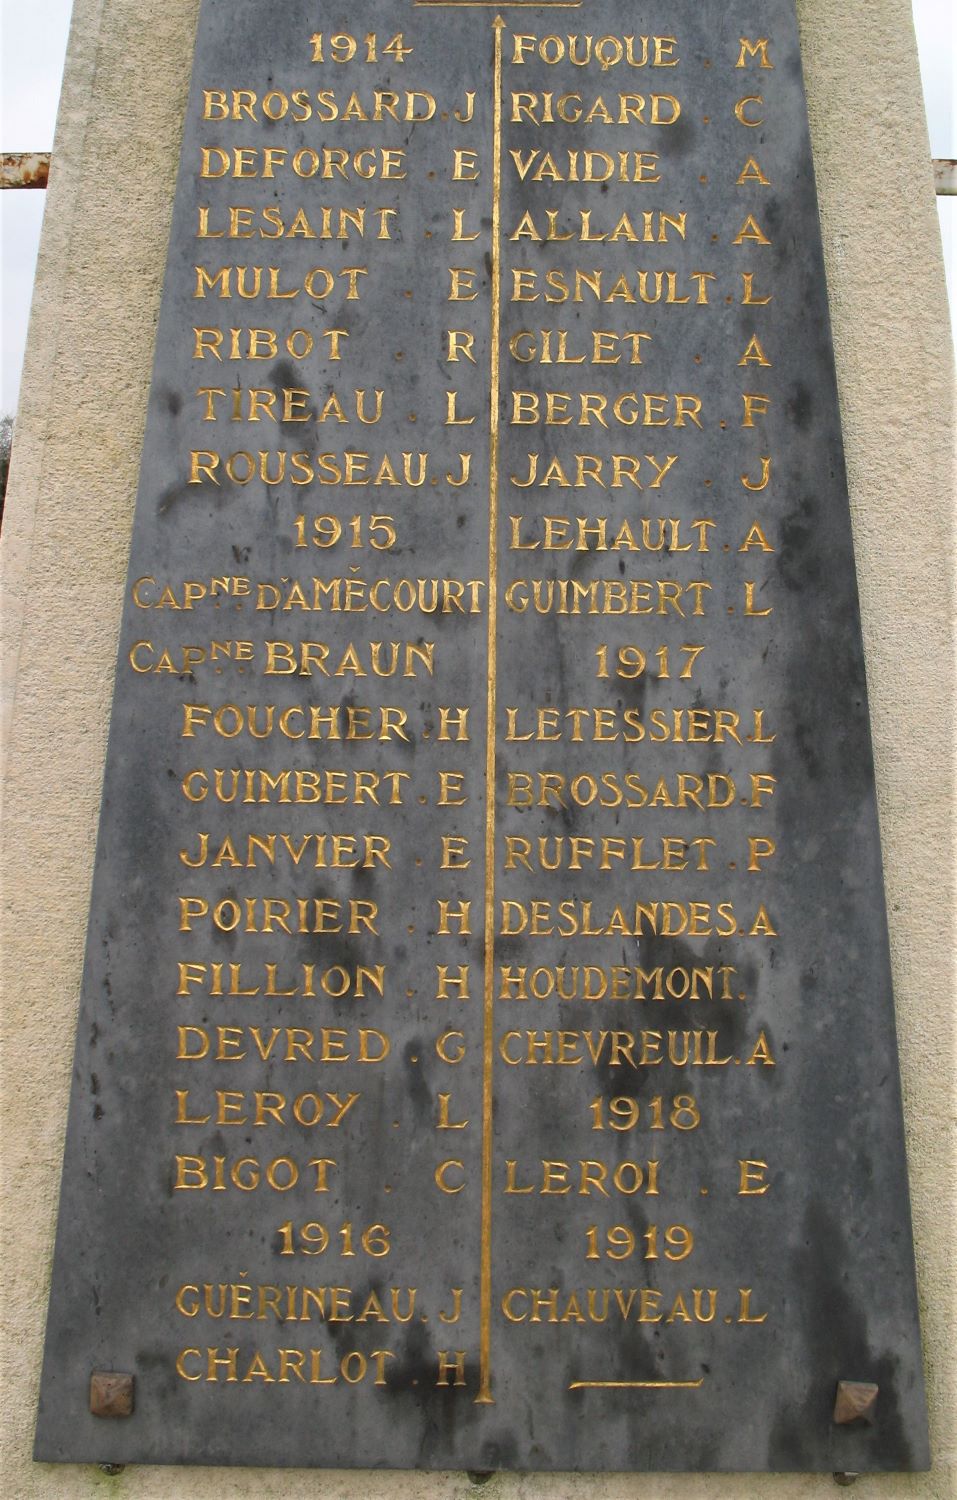 1914
BROSSARD. J
DEFORGE. E
LESAINT. L
MULOT. E
RIBOT. R
TIREAU. L
ROUSSEAU. J
1915
CAPNE D'AMÉCOURT
CAPNE BRAUN
FOUCHER. H
GUIMBERT. E
JANVIER. E
POIRIER. H
FILLION. H
DEVRED. G
LEROY. L
BIGOT. C
1916
GUÉRINEAU. J
CHARLOT. H
FOUQUE. M
RIGARD. C
VAIDIE. A
ALLAIN. A
ESNAULT. L
GILET. A
BERGER. F
JARRY. J
LEHAULT. A
GUIMBERT. L
1917
LETESSIER. L
BROSSARD. F
RUFFLET. P
DESLANDES. A
HOUDEMONT.
CHEVREUIL. A
1918
LEROI. E
1919
CHAUVEAU. L